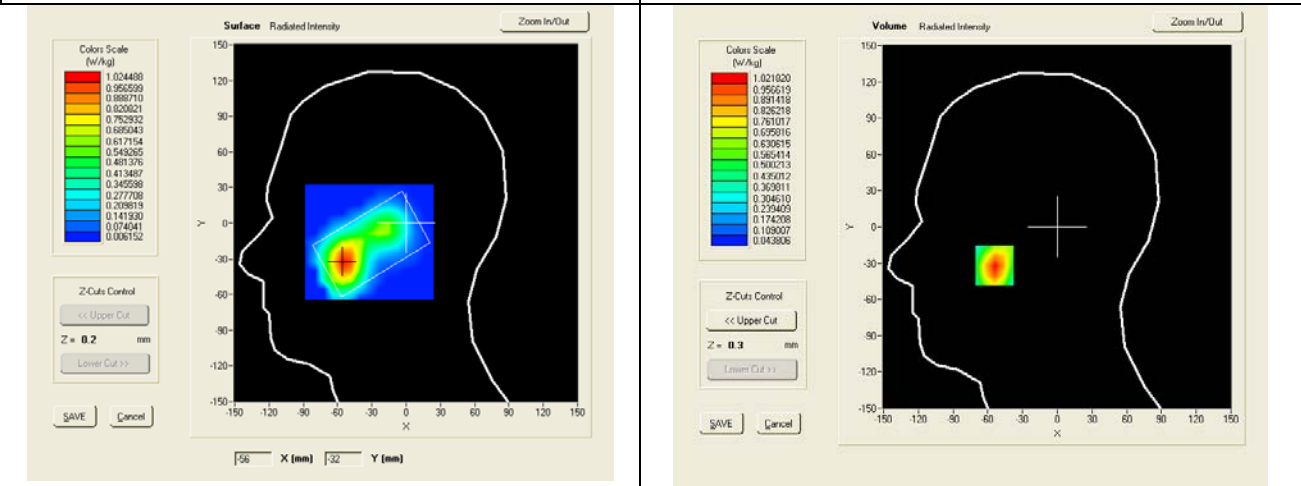 Surface Radiated Intensity
Zoom In/Out
Colors Scale
(W/kg)
1.024488
0.956599
0.888710
0.820821
0.752932
0.685043
0.617154
0.549265
0.481376
0.413487
0.345598
0.277708
0.209819
0.141930
0.074041
0.006152
Z-Cuts Control
<< Upper Cut
Z = 0.2 mm
Lower Cut >>
SAVE Cancel
150
120
90
60
30
0
-30
-60
-90
-120
-150
Y
-150 -120 -90 -60 -30 0 30 60 90 120 150
X
-56 X (mm) -32 Y (mm)
Volume Radiated Intensity
Zoom In/Out
Colors Scale
(W/kg)
1.021820
0.956619
0.891418
0.826218
0.761017
0.695816
0.630615
0.565414
0.500213
0.435012
0.369811
0.304610
0.239409
0.174208
0.109007
0.043806
Z-Cuts Control
<< Upper Cut
Z = 0.3 mm
Lower Cut >>
SAVE Cancel
150
120
90
60
30
0
-30
-60
-90
-120
-150
Y
-150 -120 -90 -60 -30 0 30 60 90 120 150
X